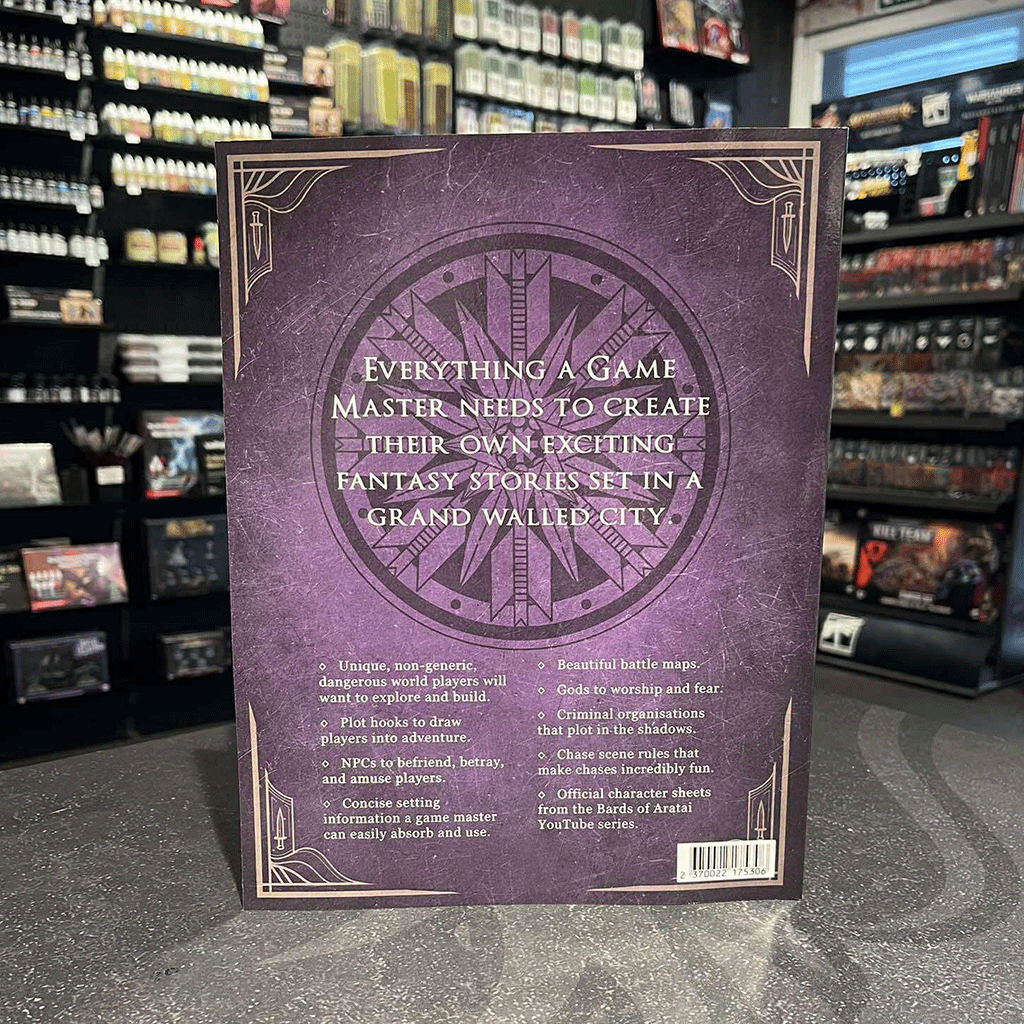 EVERYTHING A GAME
MASTER NEEDS TO CREATE
THEIR OWN EXCITING
FANTASY STORIES SET IN A
GRAND WALLED CITY.
◇ Unique, non-generic,
dangerous world players will
want to explore and build.
◇ Plot hooks to draw
players into adventure.
◇ NPCs to befriend, betray,
and amuse players.
◇ Concise setting
information a game master
can easily absorb and use.
◇ Beautiful battle maps.
◇ Gods to worship and fear.
◇ Criminal organisations
that plot in the shadows.
◇ Chase scene rules that
make chases incredibly fun.
◇ Official character sheets
from the Bards of Aratai
YouTube series.
2 370022 175306
KILL TEAM
WARHAMMER